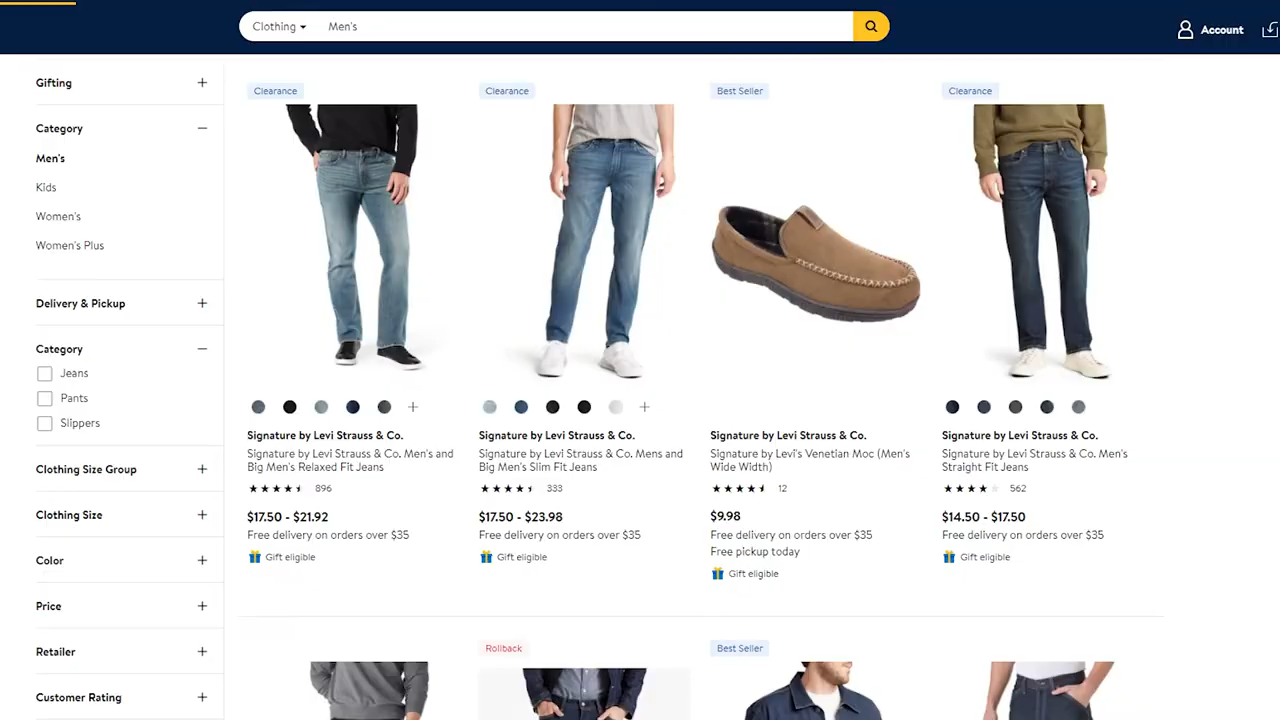 Clothing
Men's
Account
Gifting
Category
Men's
Kids
Women's
Women's Plus
Delivery & Pickup
Category
Jeans
Pants
Slippers
Clothing Size Group
Clothing Size
Color
Price
Retailer
Customer Rating
Clearance
Signature by Levi Strauss & Co.
Signature by Levi Strauss & Co. Men's and
Big Men's Relaxed Fit Jeans
896
$17.50 - $21.92
Free delivery on orders over $35
Gift eligible
Clearance
Signature by Levi Strauss & Co.
Signature by Levi Strauss & Co. Mens and
Big Men's Slim Fit Jeans
333
$17.50 - $23.98
Free delivery on orders over $35
Gift eligible
Best Seller
Signature by Levi Strauss & Co.
Signature by Levi's Venetian Moc (Men's
Wide Width)
12
$9.98
Free delivery on orders over $35
Free pickup today
Gift eligible
Clearance
Signature by Levi Strauss & Co.
Signature by Levi Strauss & Co. Men's
Straight Fit Jeans
562
$14.50 - $17.50
Free delivery on orders over $35
Gift eligible
Rollback
Best Seller